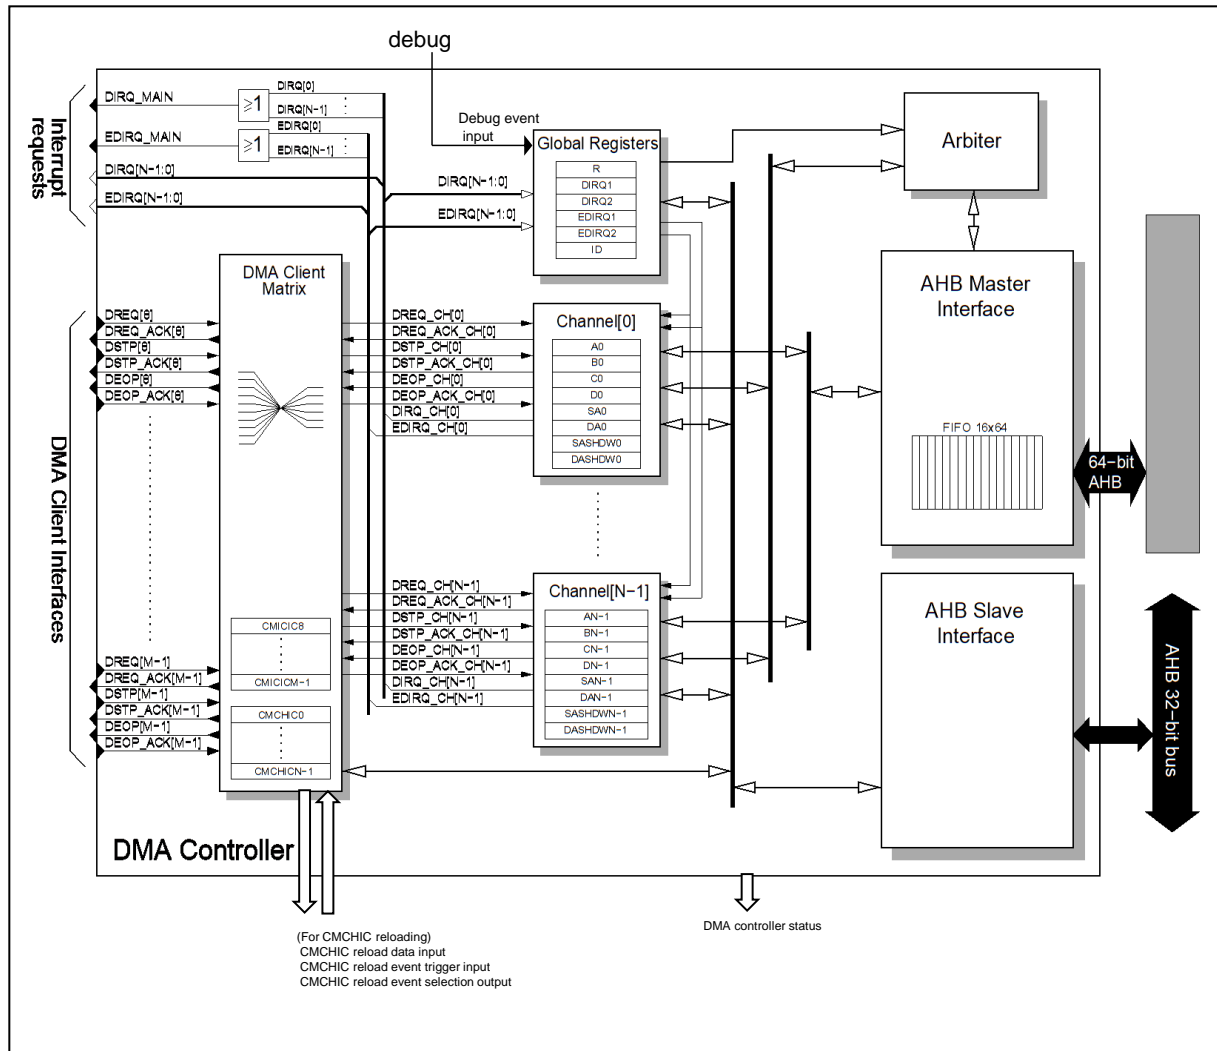 debug
DIRQ_MAIN
≥1
DIRQ[0]
DIRQ[N-1]
EDIRQ_MAIN
≥1
EDIRQ[0]
EDIRQ[N-1]
DIRQ[N-1:0]
EDIRQ[N-1:0]
Interrupt
requests
Debug event
input
DIRQ[N-1:0]
EDIRQ[N-1:0]
Global Registers
R
DIRQ1
DIRQ2
EDIRQ1
EDIRQ2
ID
Arbiter
DMA Client Interfaces
DREQ[8]
DREQ_ACK[8]
DSTP[8]
DSTP_ACK[8]
DEOP[8]
DEOP_ACK[8]
DREQ[M-1]
DREQ_ACK[M-1]
DSTP[M-1]
DSTP_ACK[M-1]
DEOP[M-1]
DEOP_ACK[M-1]
DMA Client
Matrix
CMICIC8
CMICICM-1
CMCHIC0
CMCHICN-1
DREQ_CH[0]
DREQ_ACK_CH[0]
DSTP_CH[0]
DSTP_ACK_CH[0]
DEOP_CH[0]
DEOP_ACK_CH[0]
DIRQ_CH[0]
EDIRQ_CH[0]
Channel[0]
A0
B0
C0
D0
SA0
DA0
SASHDW0
DASHDW0
DREQ_CH[N-1]
DREQ_ACK_CH[N-1]
DSTP_CH[N-1]
DSTP_ACK_CH[N-1]
DEOP_CH[N-1]
DEOP_ACK_CH[N-1]
DIRQ_CH[N-1]
EDIRQ_CH[N-1]
Channel[N-1]
AN-1
BN-1
CN-1
DN-1
SAN-1
DAN-1
SASHDWN-1
DASHDWN-1
AHB Master
Interface
FIFO 16x64
64-bit
AHB
AHB Slave
Interface
AHB 32-bit bus
DMA Controller
(For CMCHIC reloading)
CMCHIC reload data input
CMCHIC reload event trigger input
CMCHIC reload event selection output
DMA controller status